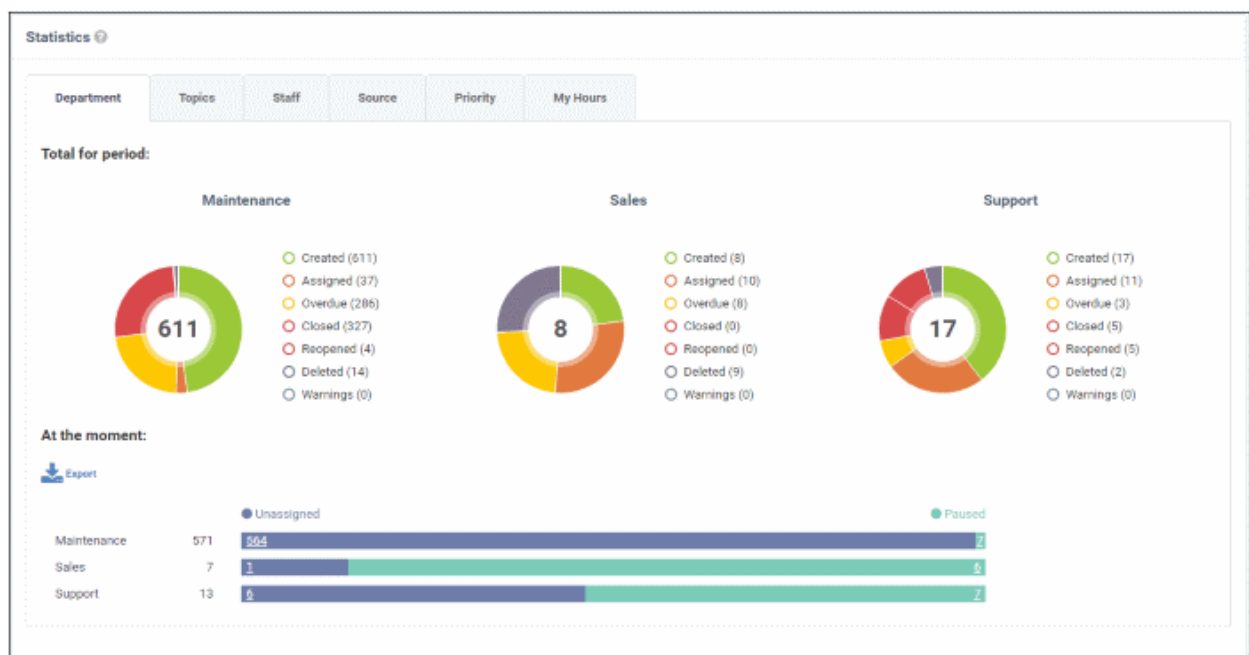 Statistics
Department Topics Staff Source Priority My Hours
Total for period:
Maintenance
611
Created (611)
Assigned (37)
Overdue (286)
Closed (327)
Reopened (4)
Deleted (14)
Warnings (0)
Sales
8
Created (8)
Assigned (10)
Overdue (8)
Closed (0)
Reopened (0)
Deleted (9)
Warnings (0)
Support
17
Created (17)
Assigned (11)
Overdue (3)
Closed (5)
Reopened (5)
Deleted (2)
Warnings (0)
At the moment:
Export
Unassigned Paused
Maintenance 571 564 7
Sales 7 1 6
Support 13 6 7